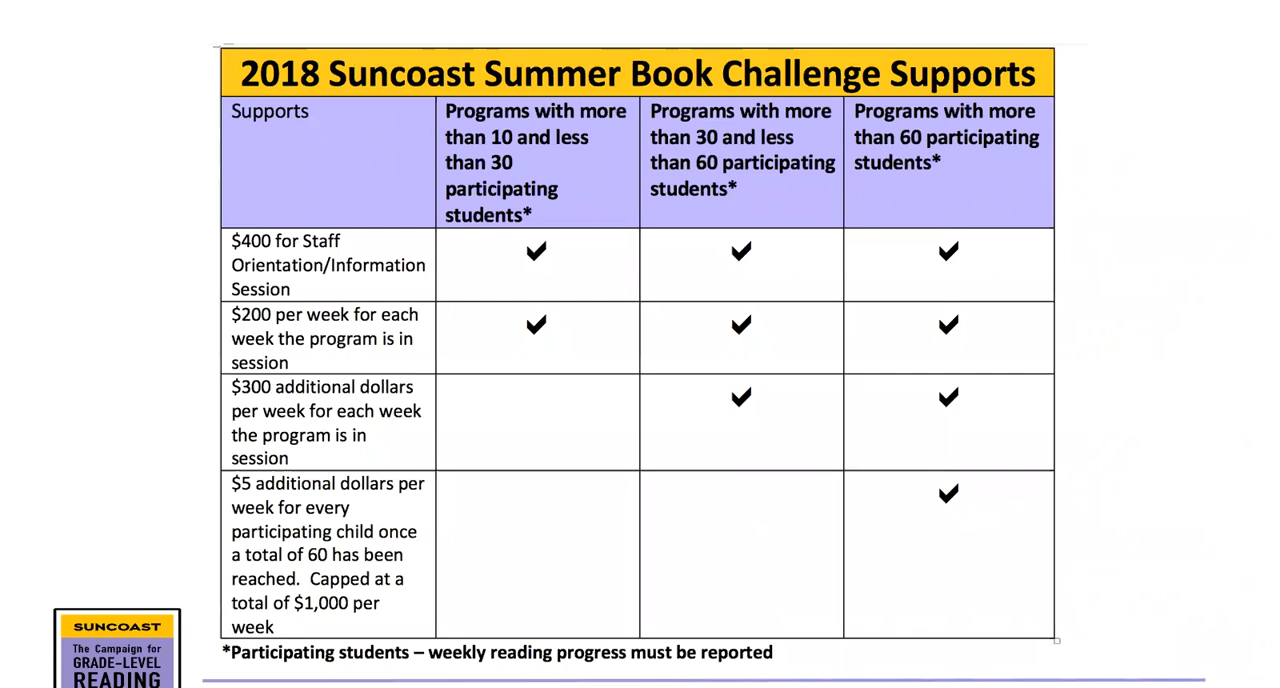 2018 Suncoast Summer Book Challenge Supports
Supports
Programs with more
than 10 and less
than 30
participating
students*
Programs with more
than 30 and less
than 60 participating
students*
Programs with more
than 60 participating
students*
$400 for Staff
Orientation/Information
Session
✔
✔
✔
$200 per week for each
week the program is in
session
✔
✔
✔
$300 additional dollars
per week for each week
the program is in
session
✔
✔
$5 additional dollars per
week for every
participating child once
a total of 60 has been
reached.  Capped at a
total of $1,000 per
week
✔
*Participating students – weekly reading progress must be reported
SUNCOAST
The Campaign for
GRADE-LEVEL
READING